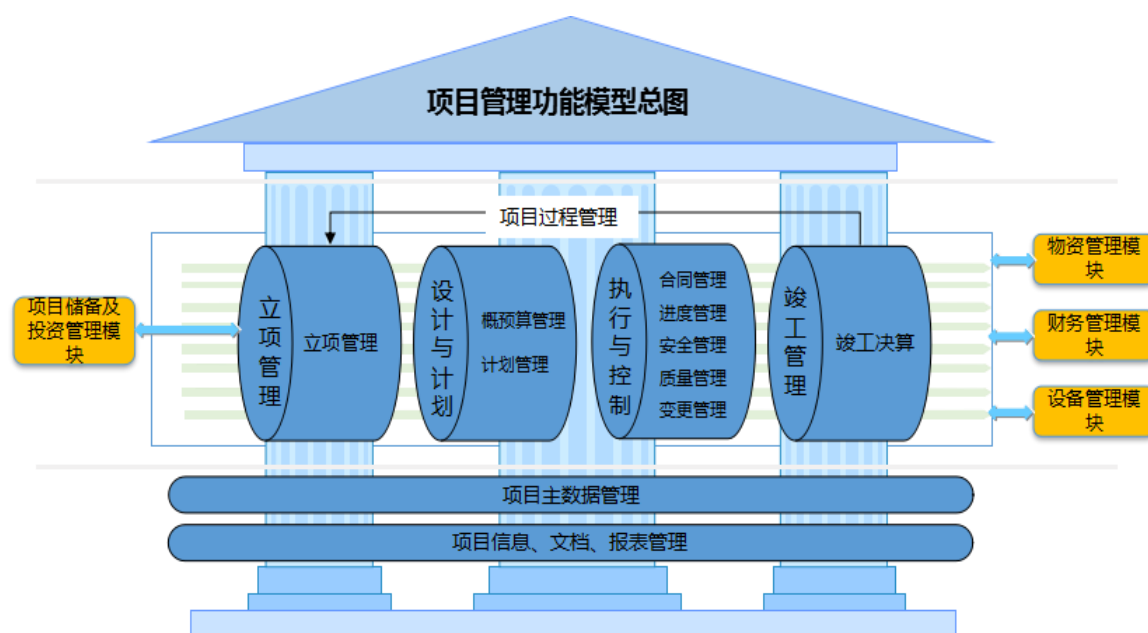 项目管理功能模型总图
项目过程管理
项目储备及
投资管理模
块
立项管理
立项管理
设计与计划
概预算管理
计划管理
执行与控制
合同管理
进度管理
安全管理
质量管理
变更管理
竣工管理
竣工决算
物资管理模
块
财务管理模
块
设备管理模
块
项目主数据管理
项目信息、文档、报表管理